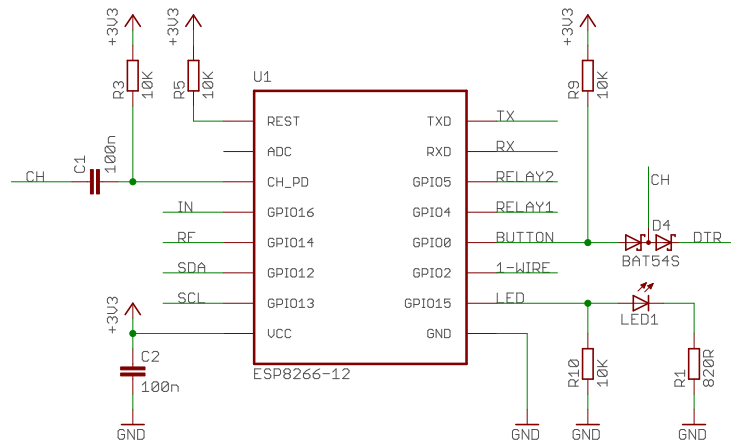 +3V3
+3V3
+3V3
R3
10K
R5
10K
R9
10K
U1
C1
100n
CH
REST
ADC
CH_PD
GPIO16
GPIO14
GPIO12
GPIO13
VCC
TXD
RXD
GPIO5
GPIO4
GPIO0
GPIO2
GPIO15
GND
IN
RF
SDA
SCL
TX
RX
RELAY2
RELAY1
BUTTON
1-WIRE
LED
CH
D4
DTR
BAT54S
LED1
+3V3
C2
100n
ESP8266-12
R10
10K
R1
820R
GND
GND
GND
GND